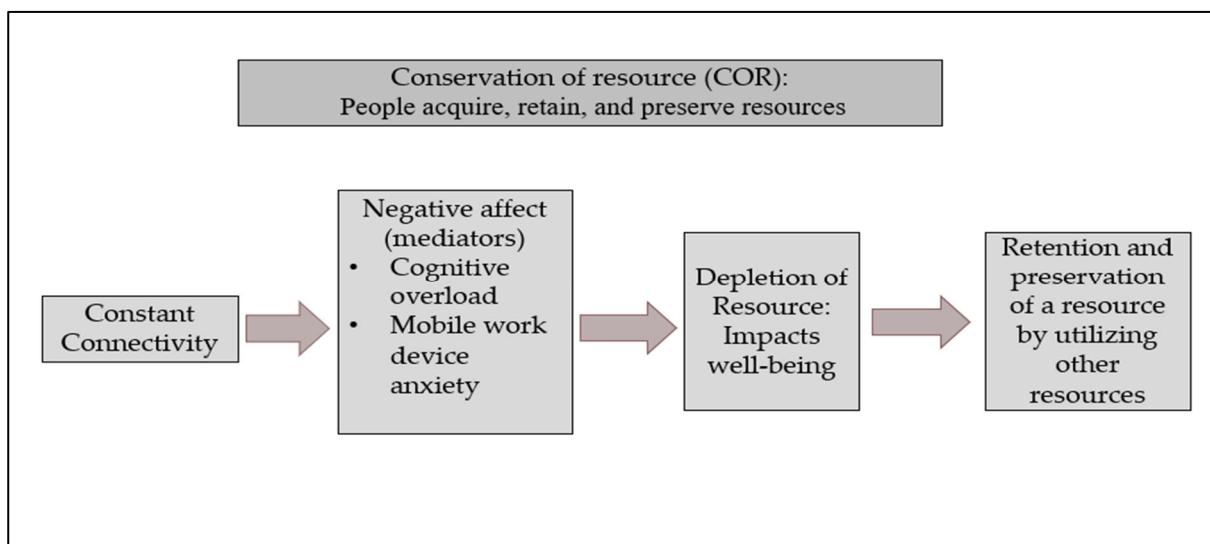 Conservation of resource (COR):
People acquire, retain, and preserve resources
Constant
Connectivity
Negative affect
(mediators)
• Cognitive
overload
• Mobile work
device
anxiety
Depletion of
Resource:
Impacts
well-being
Retention and
preservation
of a resource
by utilizing
other
resources